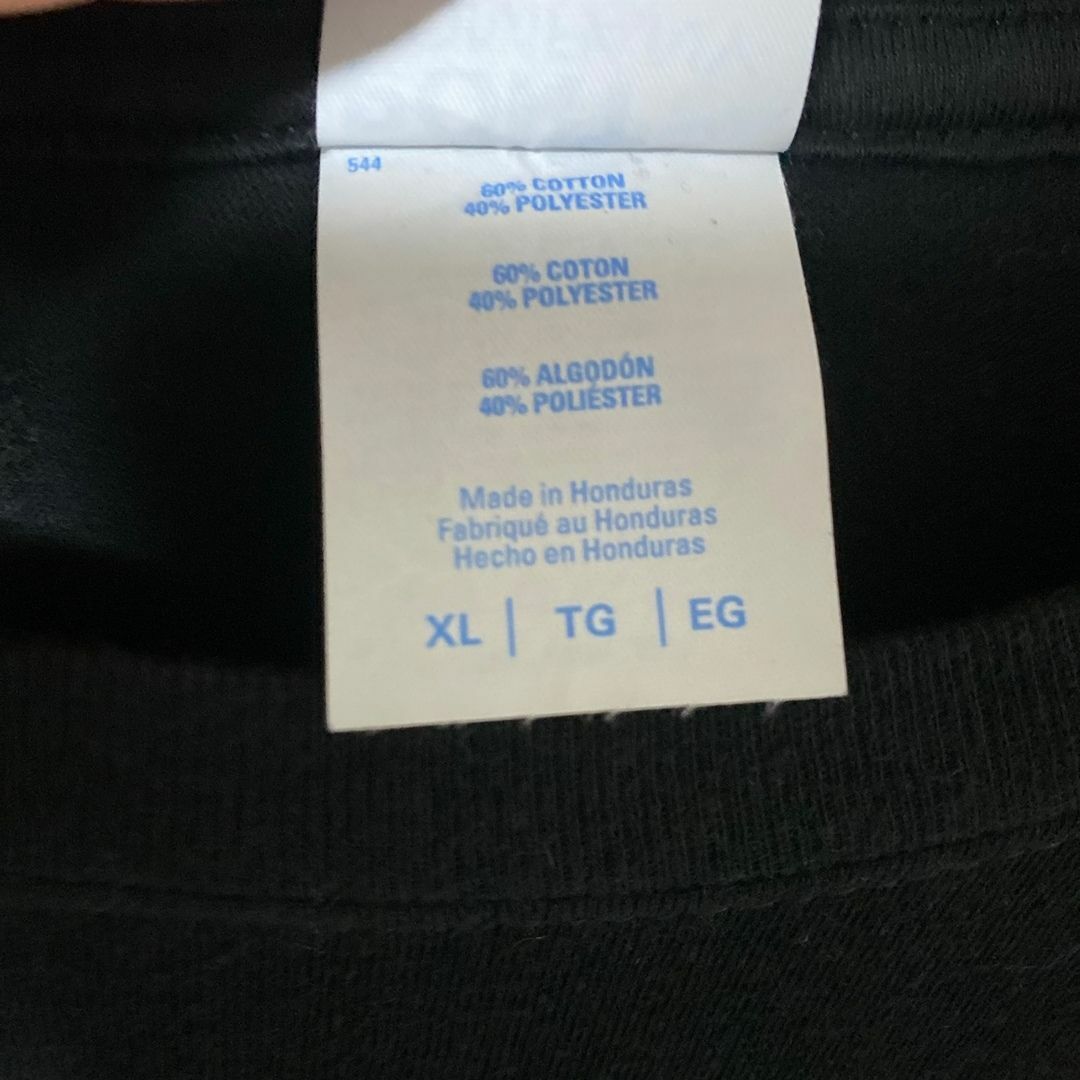 544
60% COTTON
40% POLYESTER
60% COTON
40% POLYESTER
60% ALGODÓN
40% POLIÉSTER
Made in Honduras
Fabriqué au Honduras
Hecho en Honduras
XL | TG | EG